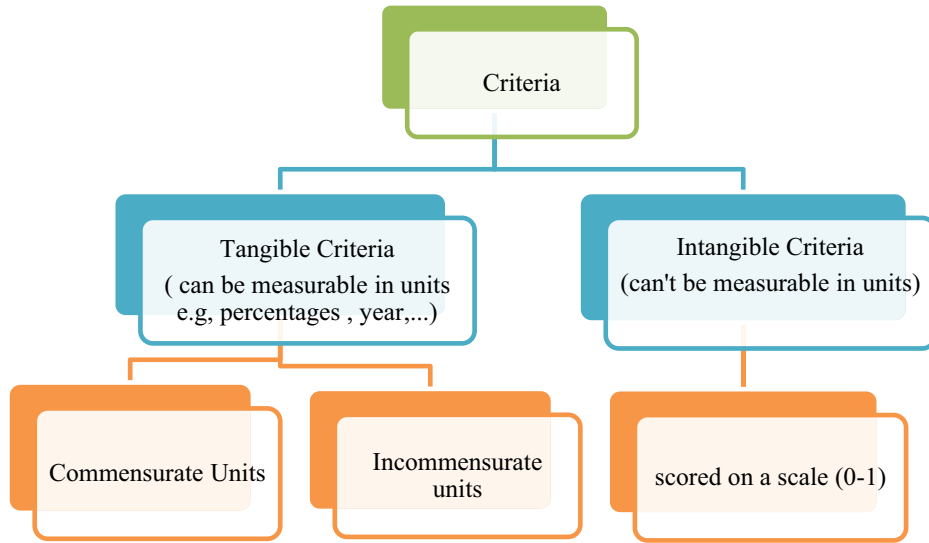 Criteria
Tangible Criteria
( can be measurable in units
e.g, percentages , year,...)
Intangible Criteria
(can't be measurable in units)
Commensurate Units
Incommensurate
units
scored on a scale (0-1)